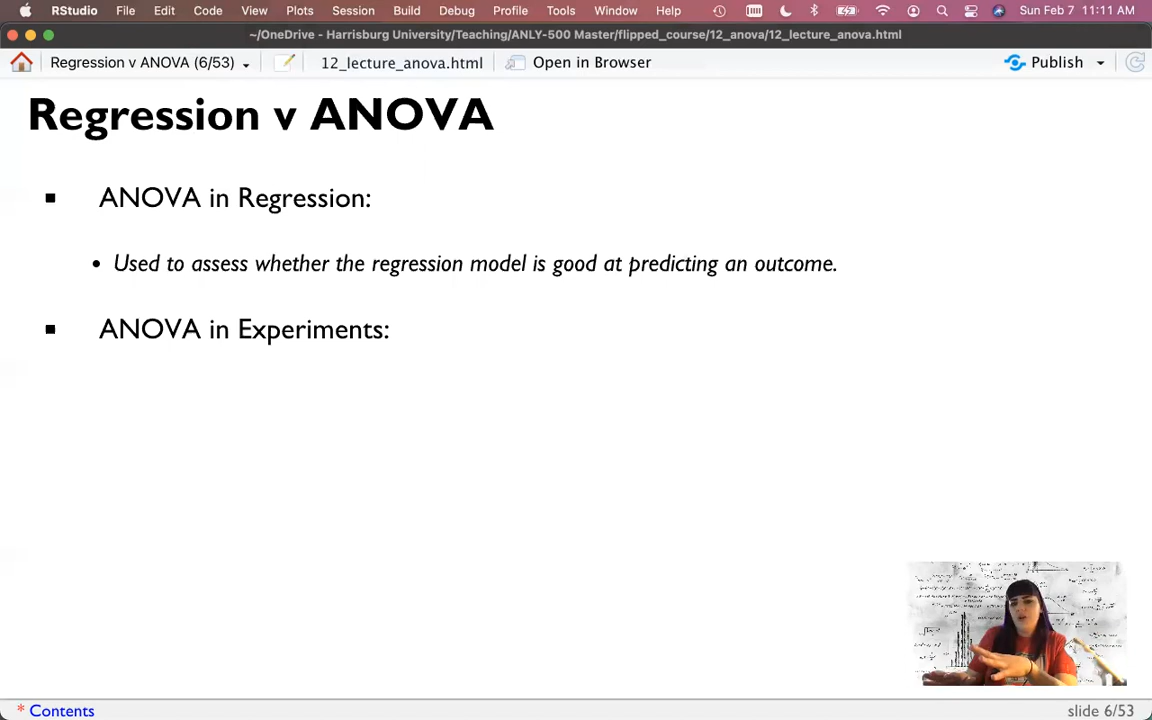 RStudio File Edit Code View Plots Session Build Debug Profile Tools Window Help Sun Feb 7 11:11 AM
~/OneDrive - Harrisburg University/Teaching/ANLY-500 Master/flipped_course/12_anova/12_lecture_anova.html
Regression v ANOVA (6/53) 12_lecture_anova.html Open in Browser Publish
Regression v ANOVA
ANOVA in Regression:
Used to assess whether the regression model is good at predicting an outcome.
ANOVA in Experiments:
* Contents slide 6/53